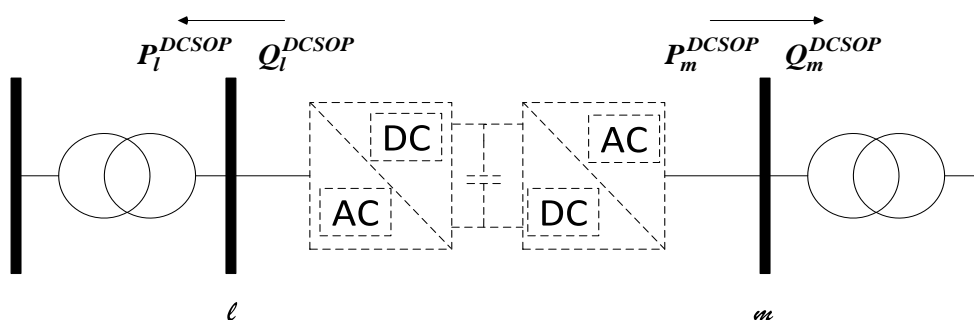 P_l^{DCSOP} Q_l^{DCSOP} P_m^{DCSOP} Q_m^{DCSOP}
DC AC
AC DC
ℓ m